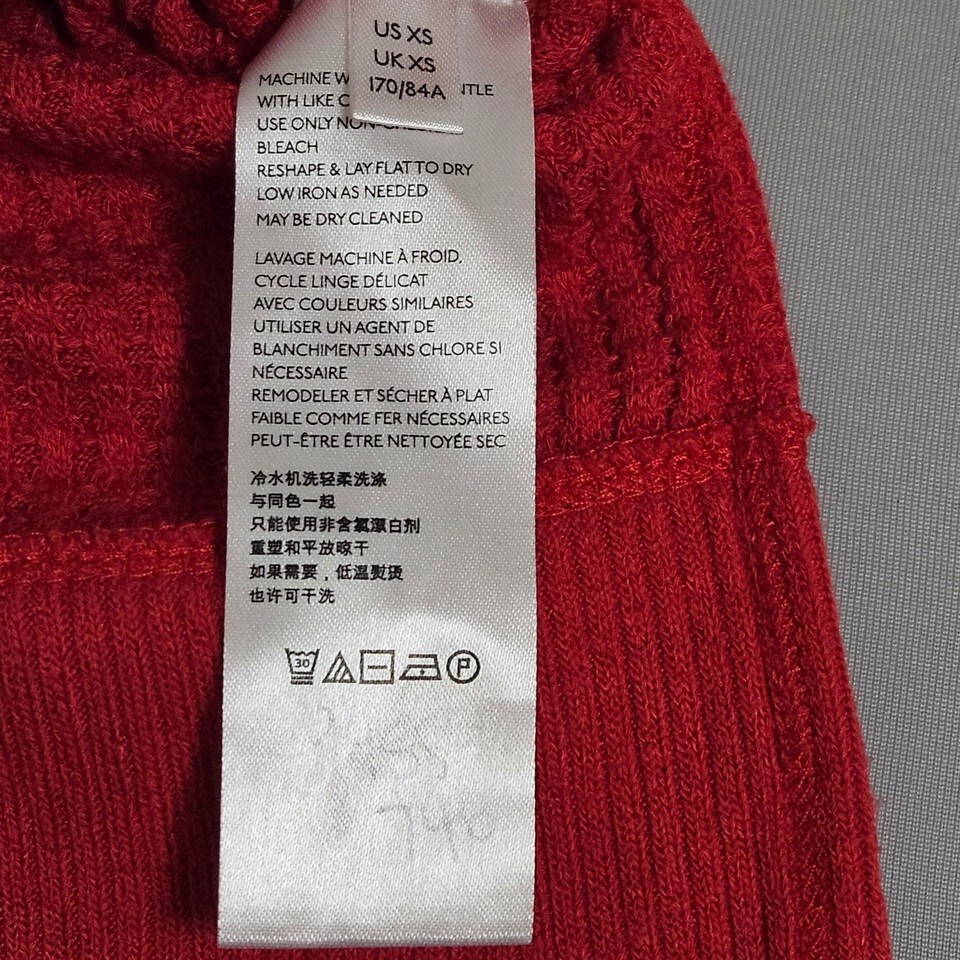 US XS
UK XS
170/84A
MACHINE
WITH LIKE
USE ONLY
BLEACH
RESHAPE & LAY FLAT TO DRY
LOW IRON AS NEEDED
MAY BE DRY CLEANED
LAVAGE MACHINE À FROID,
CYCLE LINGE DÉLICAT
AVEC COULEURS SIMILAIRES
UTILISER UN AGENT DE
BLANCHIMENT SANS CHLORE SI
NÉCESSAIRE
REMODELER ET SÉCHER À PLAT
FAIBLE COMME FER NÉCESSAIRES
PEUT-ÊTRE ÊTRE NETTOYÉE SEC
冷水机洗轻柔洗涤
与同色一起
只能使用非含氯漂白剂
重塑和平放晾干
如果需要，低温熨烫
也许可干洗
30
P